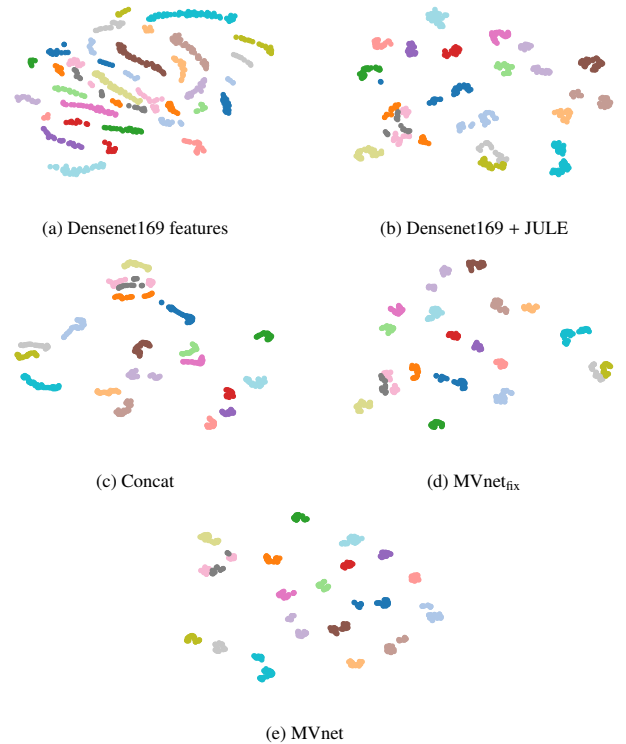 (a) Densenet169 features
(b) Densenet169 + JULE
(c) Concat
(d) MVnetfix
(e) MVnet